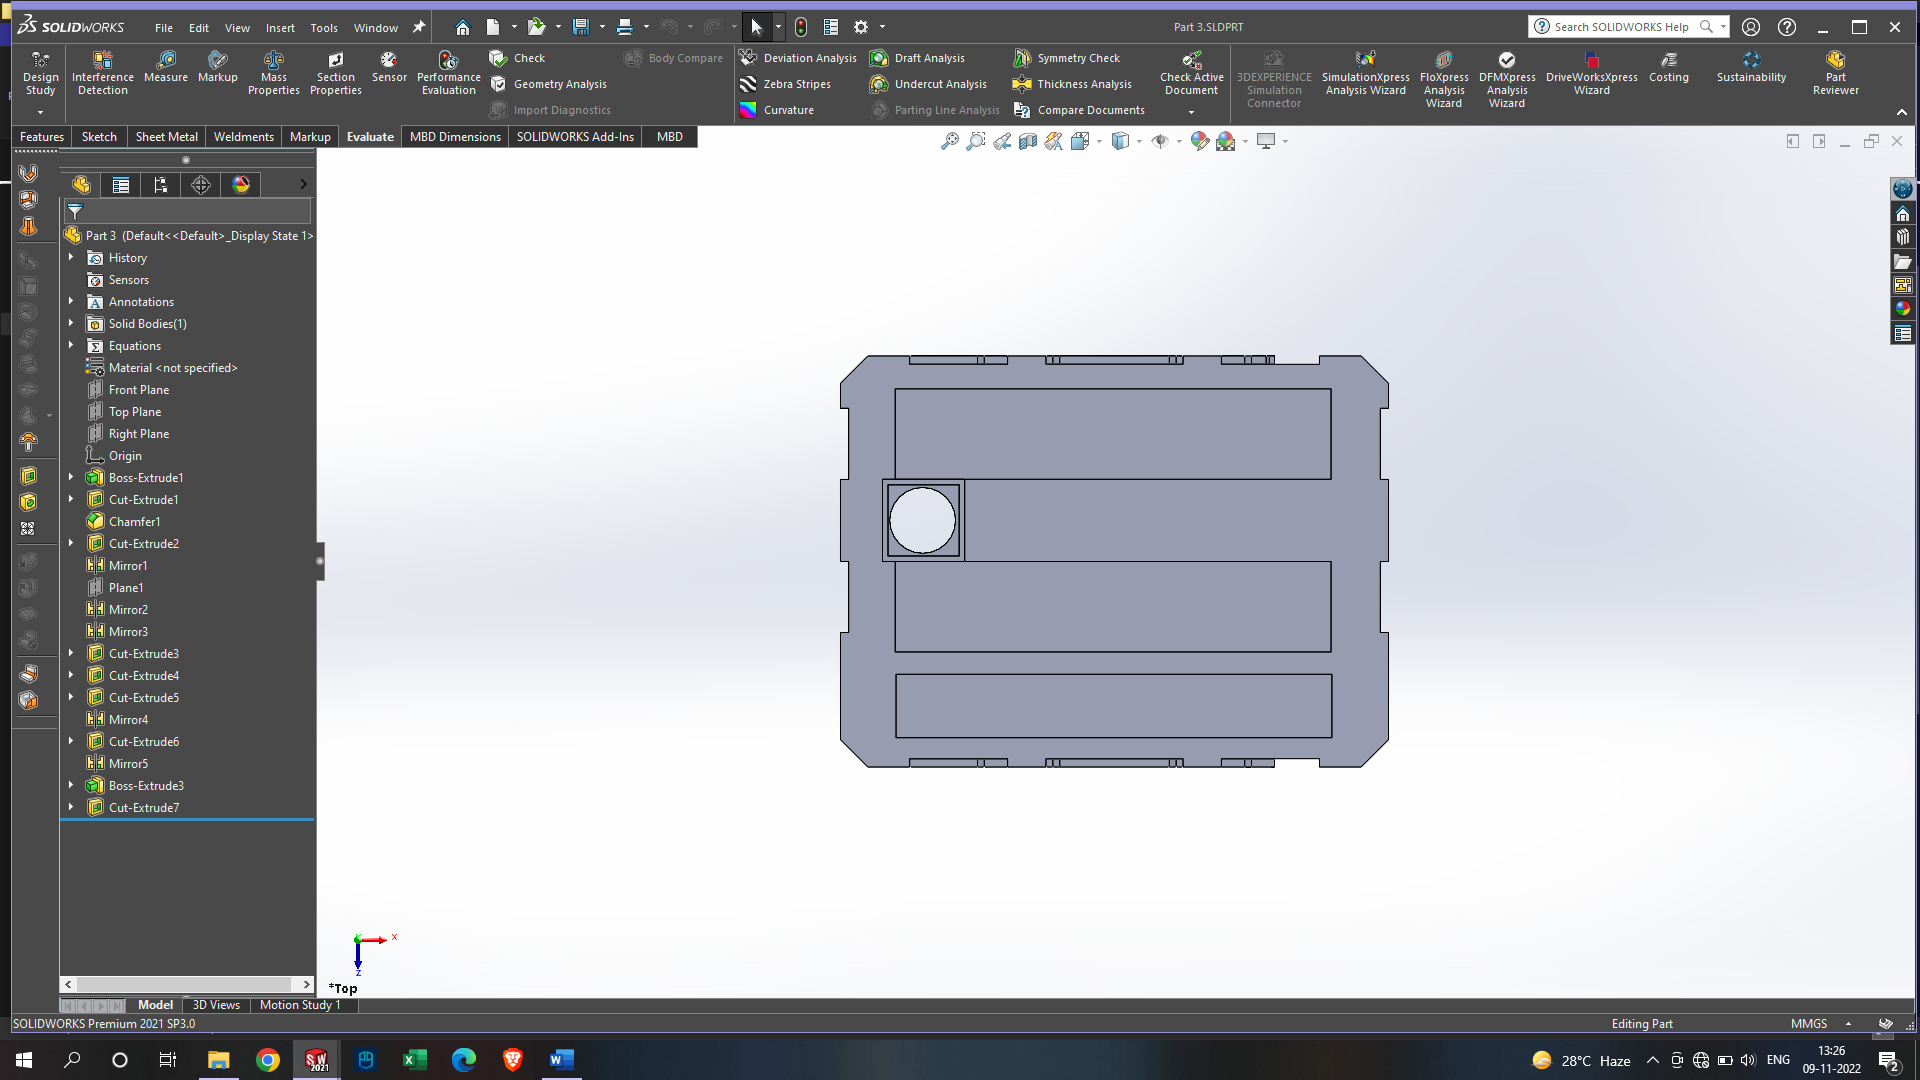 SOLIDWORKS File Edit View Insert Tools Window Part 3.SLDPRT Search SOLIDWORKS Help
Design Study
Interference Detection
Measure
Markup
Mass Properties
Section Properties
Sensor
Performance Evaluation
Check
Geometry Analysis
Import Diagnostics
Body Compare
Deviation Analysis
Zebra Stripes
Curvature
Draft Analysis
Undercut Analysis
Parting Line Analysis
Symmetry Check
Thickness Analysis
Compare Documents
Check Active Document
3DEXPERIENCE Simulation Connector
SimulationXpress Analysis Wizard
FloXpress Analysis Wizard
DFMXpress Analysis Wizard
DriveWorksXpress Wizard
Costing
Sustainability
Part Reviewer
Features Sketch Sheet Metal Weldments Markup Evaluate MBD Dimensions SOLIDWORKS Add-Ins MBD
Part 3 (Default<<Default>_Display State 1>
History
Sensors
Annotations
Solid Bodies(1)
Equations
Material <not specified>
Front Plane
Top Plane
Right Plane
Origin
Boss-Extrude1
Cut-Extrude1
Chamfer1
Cut-Extrude2
Mirror1
Plane1
Mirror2
Mirror3
Cut-Extrude3
Cut-Extrude4
Cut-Extrude5
Mirror4
Cut-Extrude6
Mirror5
Boss-Extrude3
Cut-Extrude7
X
Z
*Top
Model 3D Views Motion Study 1
SOLIDWORKS Premium 2021 SP3.0 Editing Part MMGS
28°C Haze ENG 13:26
09-11-2022
2